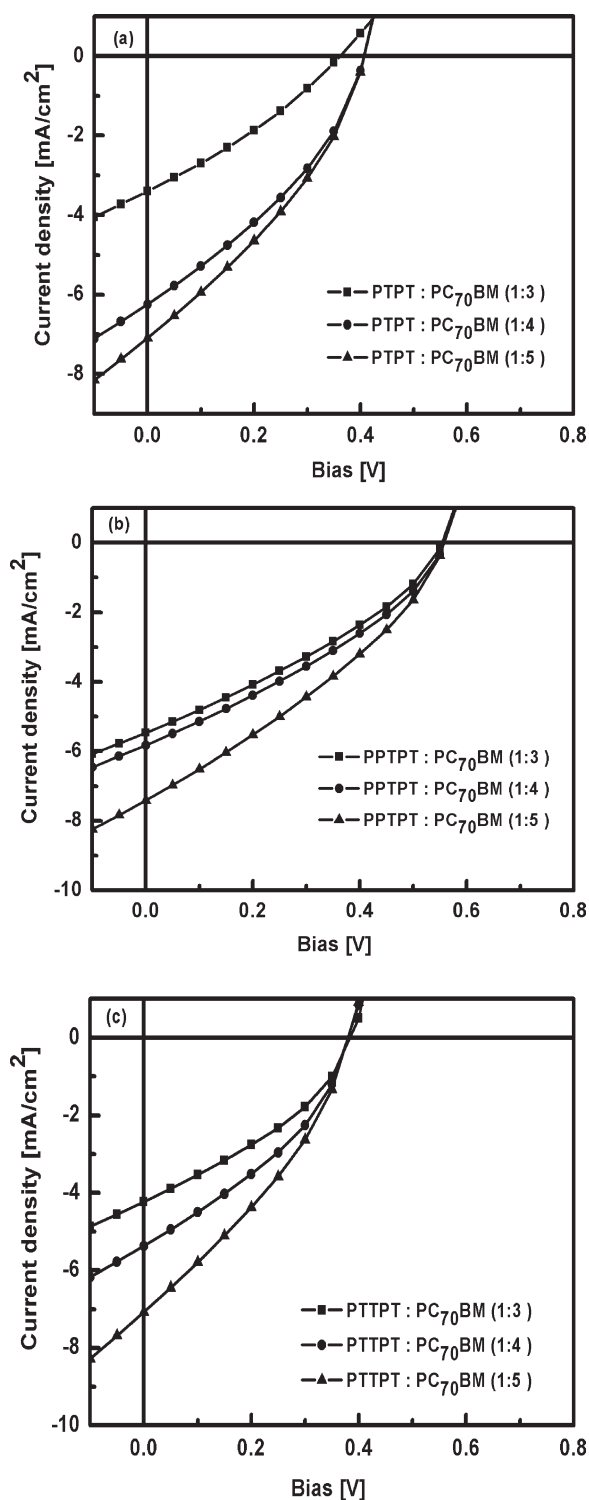 (a)
0
-2
-4
-6
-8
Current density [mA/cm2]
PTPT : PC70BM (1:3 )
PTPT : PC70BM (1:4 )
PTPT : PC70BM (1:5 )
0.0 0.2 0.4 0.6 0.8
Bias [V]
(b)
0
-2
-4
-6
-8
-10
Current density [mA/cm2]
PPTPT : PC70BM (1:3 )
PPTPT : PC70BM (1:4 )
PPTPT : PC70BM (1:5 )
0.0 0.2 0.4 0.6 0.8
Bias [V]
(c)
0
-2
-4
-6
-8
-10
Current density [mA/cm2]
PTTPT : PC70BM (1:3 )
PTTPT : PC70BM (1:4 )
PTTPT : PC70BM (1:5 )
0.0 0.2 0.4 0.6 0.8
Bias [V]